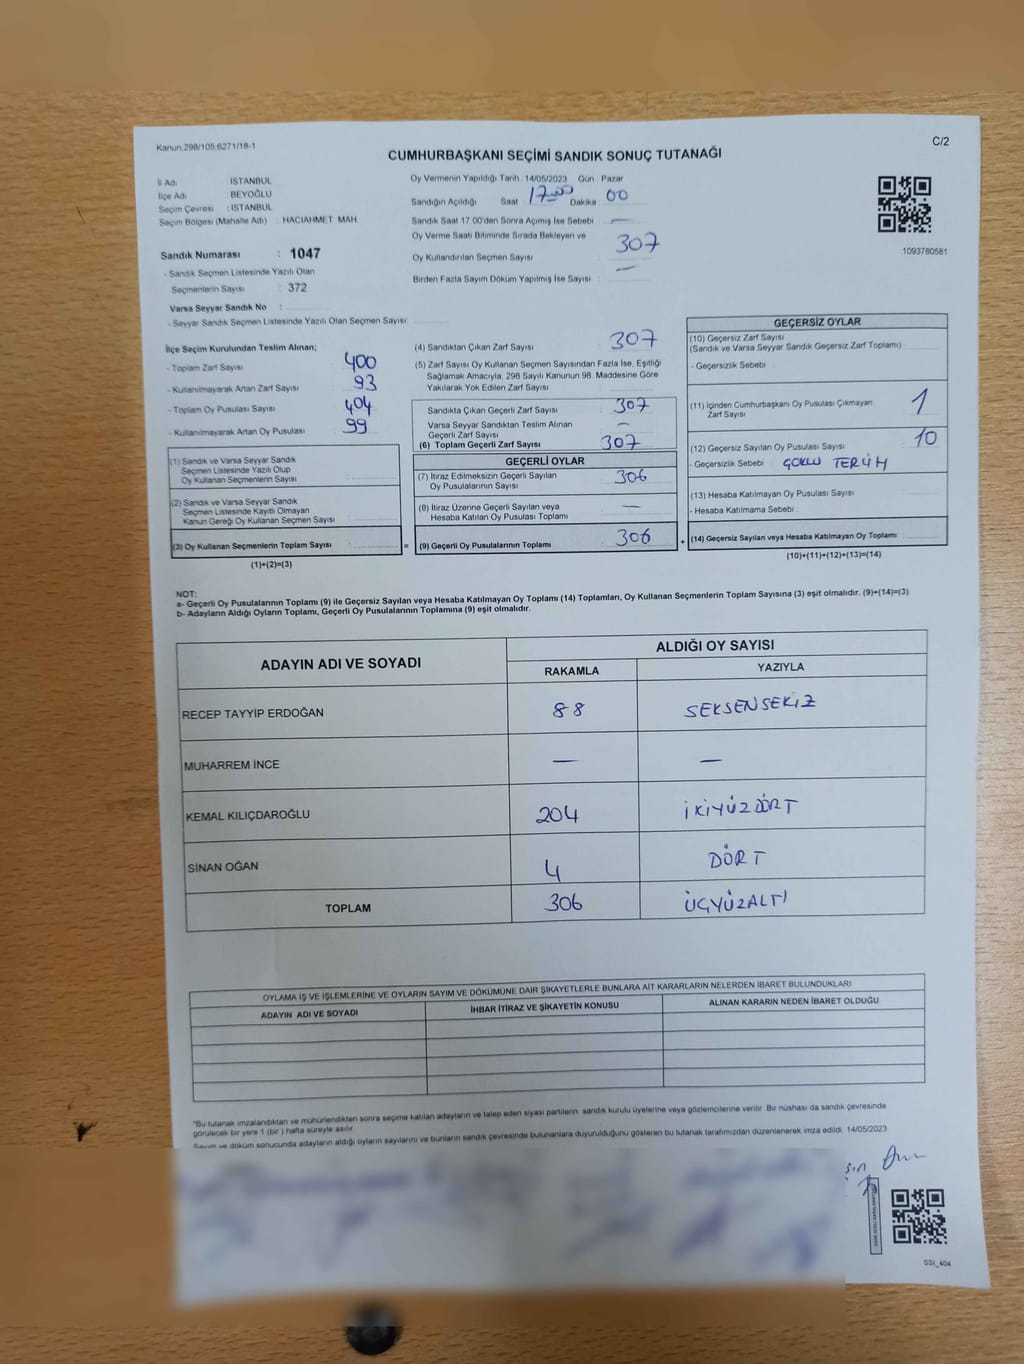 Kanun:298/105;6271/18-1
C/2
CUMHURBAŞKANI SEÇİMİ SANDIK SONUÇ TUTANAĞI
İl Adı : İSTANBUL
İlçe Adı : BEYOĞLU
Seçim Çevresi : İSTANBUL
Seçim Bölgesi (Mahalle Adı) : HACIAHMET MAH.
Sandık Numarası : 1047
- Sandık Seçmen Listesinde Yazılı Olan
Seçmenlerin Sayısı : 372
Varsa Seyyar Sandık No :
- Seyyar Sandık Seçmen Listesinde Yazılı Olan Seçmen Sayısı:
Oy Vermenin Yapıldığı Tarih : 14/05/2023 Gün : Pazar
Sandığın Açıldığı Saat : 17:00 Dakika : 00
Sandık Saat 17.00'den Sonra Açımış İse Sebebi : —
Oy Verme Saati Bitiminde Sırada Bekleyen ve
Oy Kullandırılan Seçmen Sayısı : 307
Birden Fazla Sayım Döküm Yapılmış İse Sayısı : —
1093780581
İlçe Seçim Kurulundan Teslim Alınan;
- Toplam Zarf Sayısı : 400
- Kullanılmayarak Artan Zarf Sayısı : 93
- Toplam Oy Pusulası Sayısı : 404
- Kullanılmayarak Artan Oy Pusulası : 99
(1) Sandık ve Varsa Seyyar Sandık
Seçmen Listesinde Yazılı Olup
Oy Kullanan Seçmenlerin Sayısı :
(2) Sandık ve Varsa Seyyar Sandık
Seçmen Listesinde Kayıtlı Olmayan
Kanun Gereği Oy Kullanan Seçmen Sayısı :
(3) Oy Kullanan Seçmenlerin Toplam Sayısı :
(1)+(2)=(3)
(4) Sandıktan Çıkan Zarf Sayısı : 307
(5) Zarf Sayısı Oy Kullanan Seçmen Sayısından Fazla İse, Eşitliği
Sağlamak Amacıyla, 298 Sayılı Kanunun 98. Maddesine Göre
Yakılarak Yok Edilen Zarf Sayısı :
Sandıkta Çıkan Geçerli Zarf Sayısı : 307
Varsa Seyyar Sandıktan Teslim Alınan
Geçerli Zarf Sayısı : —
(6) Toplam Geçerli Zarf Sayısı : 307
GEÇERLİ OYLAR
(7) İtiraz Edilmeksizin Geçerli Sayılan
Oy Pusulalarının Sayısı : 306
(8) İtiraz Üzerine Geçerli Sayılan veya
Hesaba Katılan Oy Pusulası Toplamı : —
= (9) Geçerli Oy Pusulalarının Toplamı : 306 +
GEÇERSİZ OYLAR
(10) Geçersiz Zarf Sayısı :
(Sandık ve Varsa Seyyar Sandık Geçersiz Zarf Toplamı)
- Geçersizlik Sebebi :
(11) İçinden Cumhurbaşkanı Oy Pusulası Çıkmayan
Zarf Sayısı : 1
(12) Geçersiz Sayılan Oy Pusulası Sayısı : 10
- Geçersizlik Sebebi : ÇOKLU TERCİH
(13) Hesaba Katılmayan Oy Pusulası Sayısı :
- Hesaba Katılmama Sebebi :
(14) Geçersiz Sayılan veya Hesaba Katılmayan Oy Toplamı :
(10)+(11)+(12)+(13)=(14)
NOT:
a- Geçerli Oy Pusulalarının Toplamı (9) ile Geçersiz Sayılan veya Hesaba Katılmayan Oy Toplamı (14) Toplamları, Oy Kullanan Seçmenlerin Toplam Sayısına (3) eşit olmalıdır. (9)+(14)=(3)
b- Adayların Aldığı Oyların Toplamı, Geçerli Oy Pusulalarının Toplamına (9) eşit olmalıdır.
ADAYIN ADI VE SOYADI
ALDIĞI OY SAYISI
RAKAMLA YAZIYLA
RECEP TAYYİP ERDOĞAN 88 SEKSENSEKİZ
MUHARREM İNCE — —
KEMAL KILIÇDAROĞLU 204 İKİYÜZDÖRT
SİNAN OĞAN 4 DÖRT
TOPLAM 306 ÜÇYÜZALTI
OYLAMA İŞ VE İŞLEMLERİNE VE OYLARIN SAYIM VE DÖKÜMÜNE DAİR ŞİKAYETLERLE BUNLARA AİT KARARLARIN NELERDEN İBARET BULUNDUKLARI
ADAYIN ADI VE SOYADI İHBAR İTİRAZ VE ŞİKAYETİN KONUSU ALINAN KARARIN NEDEN İBARET OLDUĞU
"Bu tutanak imzalandıktan ve mühürlendikten sonra seçime katılan adayların ve talep eden siyasi partilerin sandık kurulu üyelerine veya gözlemcilerine verilir. Bir nüshası da sandık çevresinde
görülecek bir yere 1 (bir ) hafta süreyle asılır.
Sayım ve döküm sonucunda adayların aldığı oyların sayılarını ve bunların sandık çevresinde bulunanlara duyurulduğunu gösteren bu tutanak tarafımızdan düzenlenerek imza edildi. 14/05/2023
SSI_404